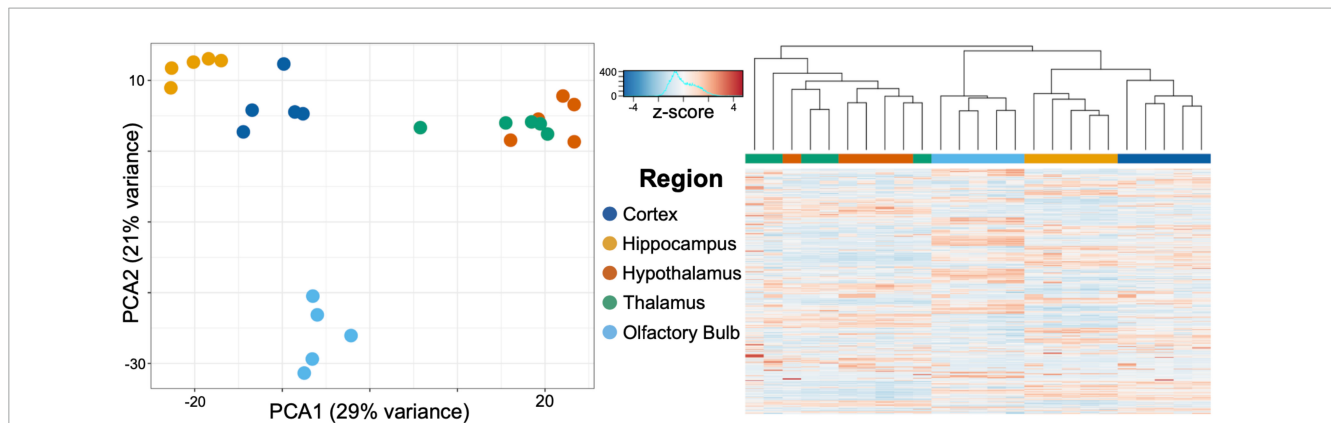 10
-30
PCA2 (21% variance)
-20
20
PCA1 (29% variance)
400
0
-4
0
4
z-score
Region
Cortex
Hippocampus
Hypothalamus
Thalamus
Olfactory Bulb